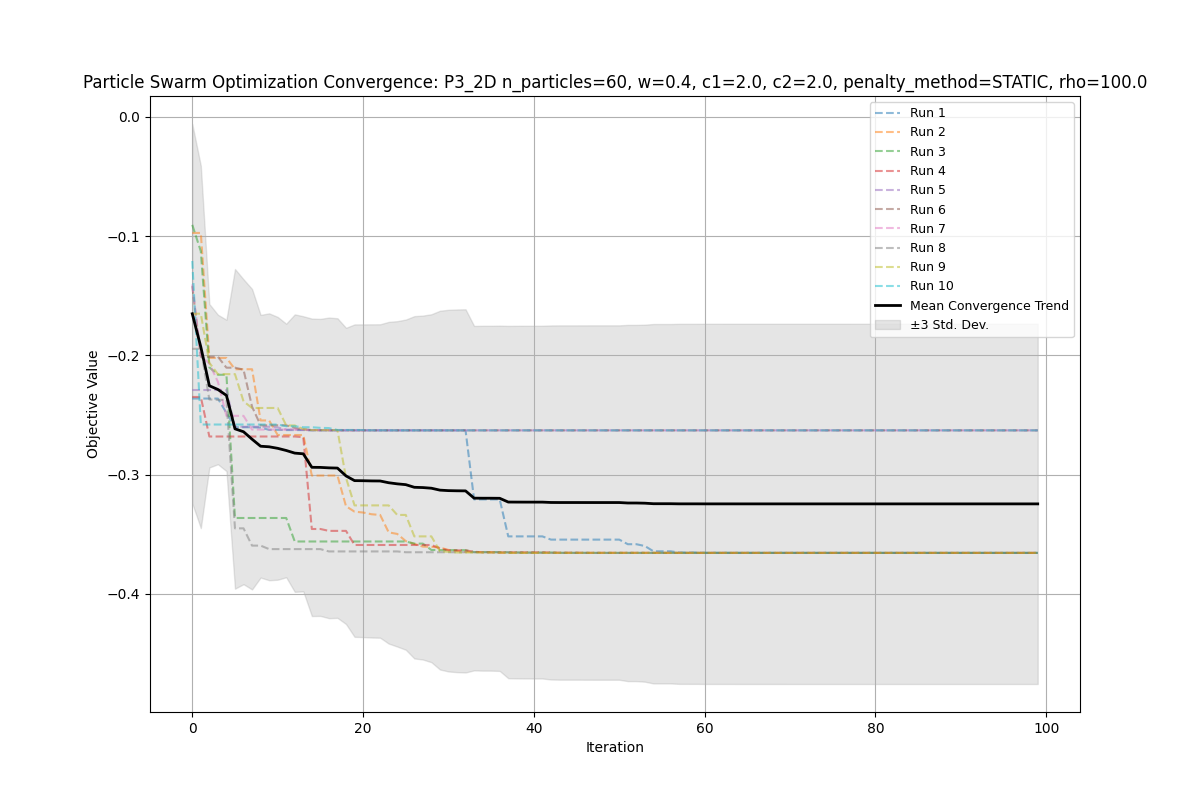 Particle Swarm Optimization Convergence: P3_2D n_particles=60, w=0.4, c1=2.0, c2=2.0, penalty_method=STATIC, rho=100.0
0.0
−0.1
−0.2
−0.3
−0.4
Objective Value
0
20
40
60
80
100
Iteration
Run 1
Run 2
Run 3
Run 4
Run 5
Run 6
Run 7
Run 8
Run 9
Run 10
Mean Convergence Trend
±3 Std. Dev.